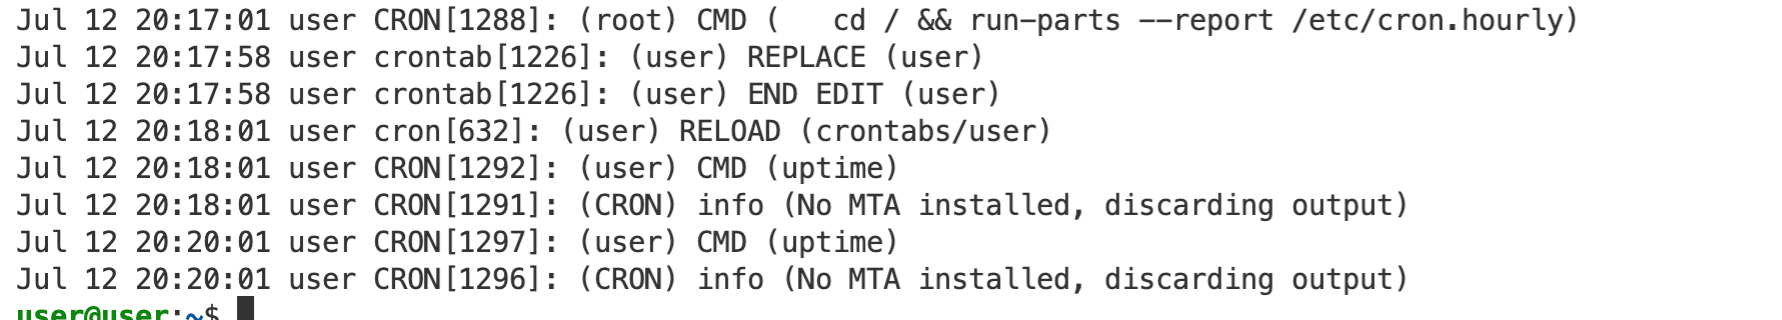 Jul 12 20:17:01 user CRON[1288]: (root) CMD (   cd / && run-parts --report /etc/cron.hourly)
Jul 12 20:17:58 user crontab[1226]: (user) REPLACE (user)
Jul 12 20:17:58 user crontab[1226]: (user) END EDIT (user)
Jul 12 20:18:01 user cron[632]: (user) RELOAD (crontabs/user)
Jul 12 20:18:01 user CRON[1292]: (user) CMD (uptime)
Jul 12 20:18:01 user CRON[1291]: (CRON) info (No MTA installed, discarding output)
Jul 12 20:20:01 user CRON[1297]: (user) CMD (uptime)
Jul 12 20:20:01 user CRON[1296]: (CRON) info (No MTA installed, discarding output)
user@user:~$